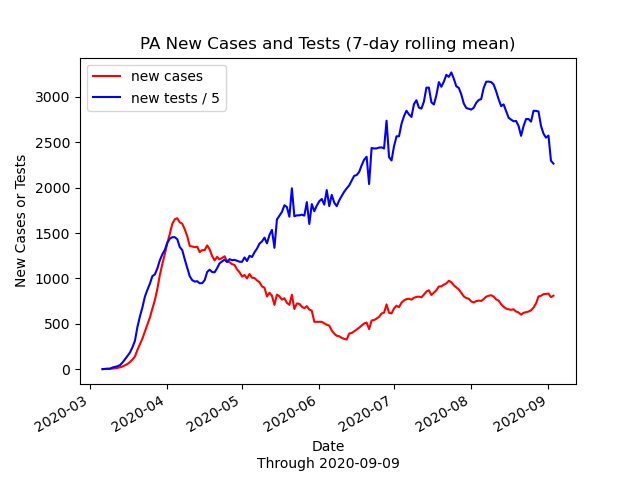 PA New Cases and Tests (7-day rolling mean)
new cases
new tests / 5
New Cases or Tests
3000
2500
2000
1500
1000
500
0
2020-03
2020-04
2020-05
2020-06
2020-07
2020-08
2020-09
Date
Through 2020-09-09